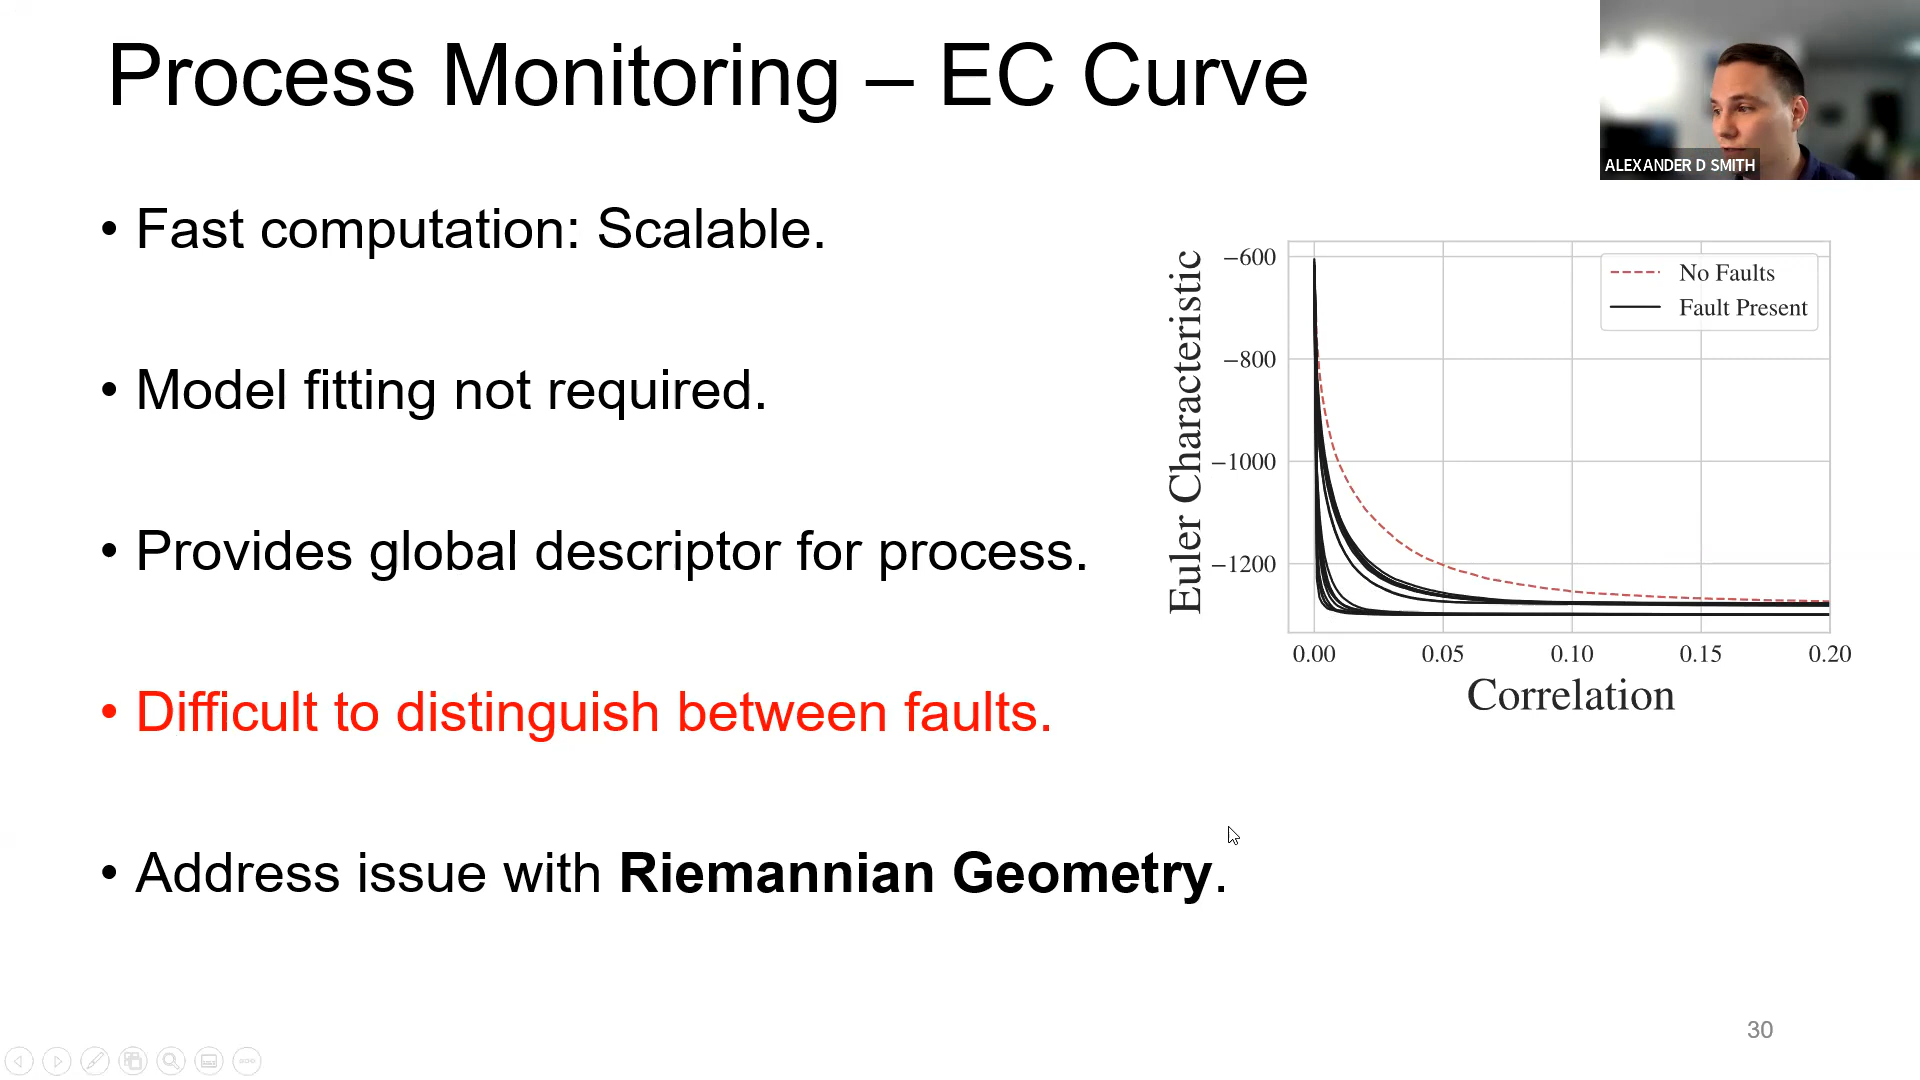 Process Monitoring – EC Curve
ALEXANDER D SMITH
• Fast computation: Scalable.
• Model fitting not required.
• Provides global descriptor for process.
• Difficult to distinguish between faults.
• Address issue with Riemannian Geometry.
Euler Characteristic
−600
−800
−1000
−1200
No Faults
Fault Present
0.00 0.05 0.10 0.15 0.20
Correlation
30